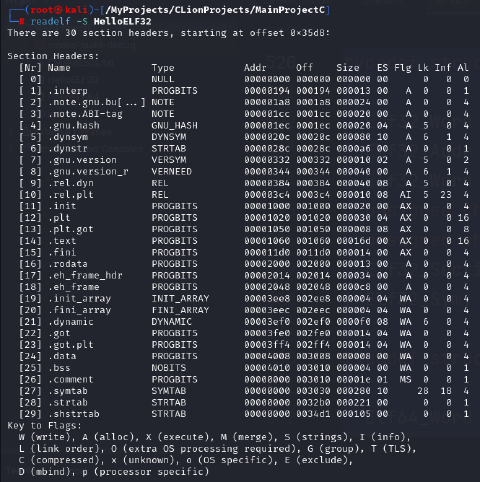 (root㉿kali)-[/MyProjects/CLionProjects/MainProjectC]
# readelf -S HelloELF32
There are 30 section headers, starting at offset 0x35d8:
Section Headers:
[Nr] Name Type Addr Off Size ES Flg Lk Inf Al
[ 0] NULL 00000000 000000 000000 00 0 0 0
[ 1] .interp PROGBITS 00000194 000194 000013 00 A 0 0 1
[ 2] .note.gnu.bu[...] NOTE 000001a8 0001a8 000024 00 A 0 0 4
[ 3] .note.ABI-tag NOTE 000001cc 0001cc 000020 00 A 0 0 4
[ 4] .gnu.hash GNU_HASH 000001ec 0001ec 000020 04 A 5 0 4
[ 5] .dynsym DYNSYM 0000020c 00020c 000080 10 A 6 1 4
[ 6] .dynstr STRTAB 0000028c 00028c 0000a6 00 A 0 0 1
[ 7] .gnu.version VERSYM 00000332 000332 000010 02 A 5 0 2
[ 8] .gnu.version_r VERNEED 00000344 000344 000040 00 A 6 1 4
[ 9] .rel.dyn REL 00000384 000384 000040 08 A 5 0 4
[10] .rel.plt REL 000003c4 0003c4 000010 08 AI 5 23 4
[11] .init PROGBITS 00001000 001000 000020 00 AX 0 0 4
[12] .plt PROGBITS 00001020 001020 000030 04 AX 0 0 16
[13] .plt.got PROGBITS 00001050 001050 000008 08 AX 0 0 8
[14] .text PROGBITS 00001060 001060 00016d 00 AX 0 0 16
[15] .fini PROGBITS 000011d0 0011d0 000014 00 AX 0 0 4
[16] .rodata PROGBITS 00002000 002000 000013 00 A 0 0 4
[17] .eh_frame_hdr PROGBITS 00002014 002014 000034 00 A 0 0 4
[18] .eh_frame PROGBITS 00002048 002048 0000c8 00 A 0 0 4
[19] .init_array INIT_ARRAY 00003ee8 002ee8 000004 04 WA 0 0 4
[20] .fini_array FINI_ARRAY 00003eec 002eec 000004 04 WA 0 0 4
[21] .dynamic DYNAMIC 00003ef0 002ef0 0000f0 08 WA 6 0 4
[22] .got PROGBITS 00003fe0 002fe0 000014 04 WA 0 0 4
[23] .got.plt PROGBITS 00003ff4 002ff4 000014 04 WA 0 0 4
[24] .data PROGBITS 00004008 003008 000008 00 WA 0 0 4
[25] .bss NOBITS 00004010 003010 000004 00 WA 0 0 1
[26] .comment PROGBITS 00000000 003010 00001e 01 MS 0 0 1
[27] .symtab SYMTAB 00000000 003030 000280 10 28 18 4
[28] .strtab STRTAB 00000000 0032b0 000221 00 0 0 1
[29] .shstrtab STRTAB 00000000 0034d1 000105 00 0 0 1
Key to Flags:
W (write), A (alloc), X (execute), M (merge), S (strings), I (info),
L (link order), O (extra OS processing required), G (group), T (TLS),
C (compressed), x (unknown), o (OS specific), E (exclude),
D (mbind), p (processor specific)